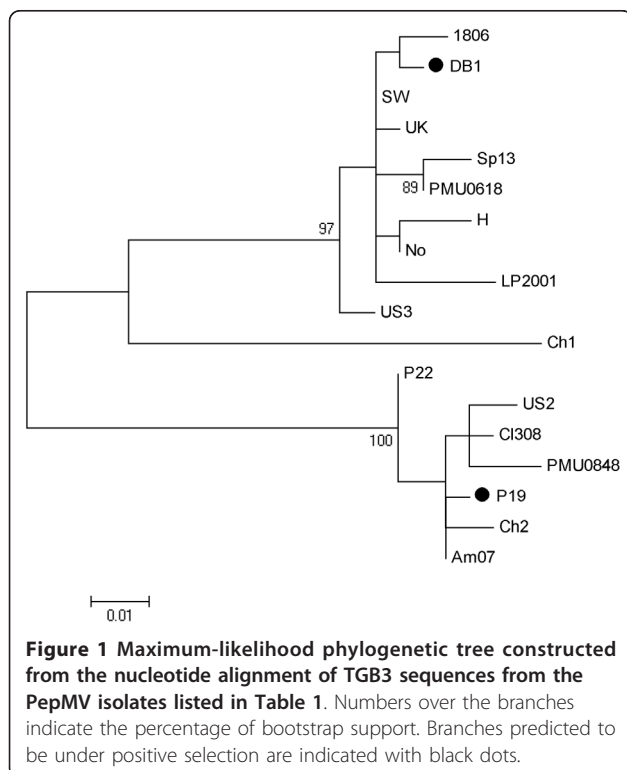 1806
DB1
SW
UK
Sp13
89 PMU0618
H
97
No
LP2001
US3
Ch1
P22
US2
CI308
100
PMU0848
P19
Ch2
Am07
0.01
Figure 1 Maximum-likelihood phylogenetic tree constructed
from the nucleotide alignment of TGB3 sequences from the
PepMV isolates listed in Table 1. Numbers over the branches
indicate the percentage of bootstrap support. Branches predicted to
be under positive selection are indicated with black dots.